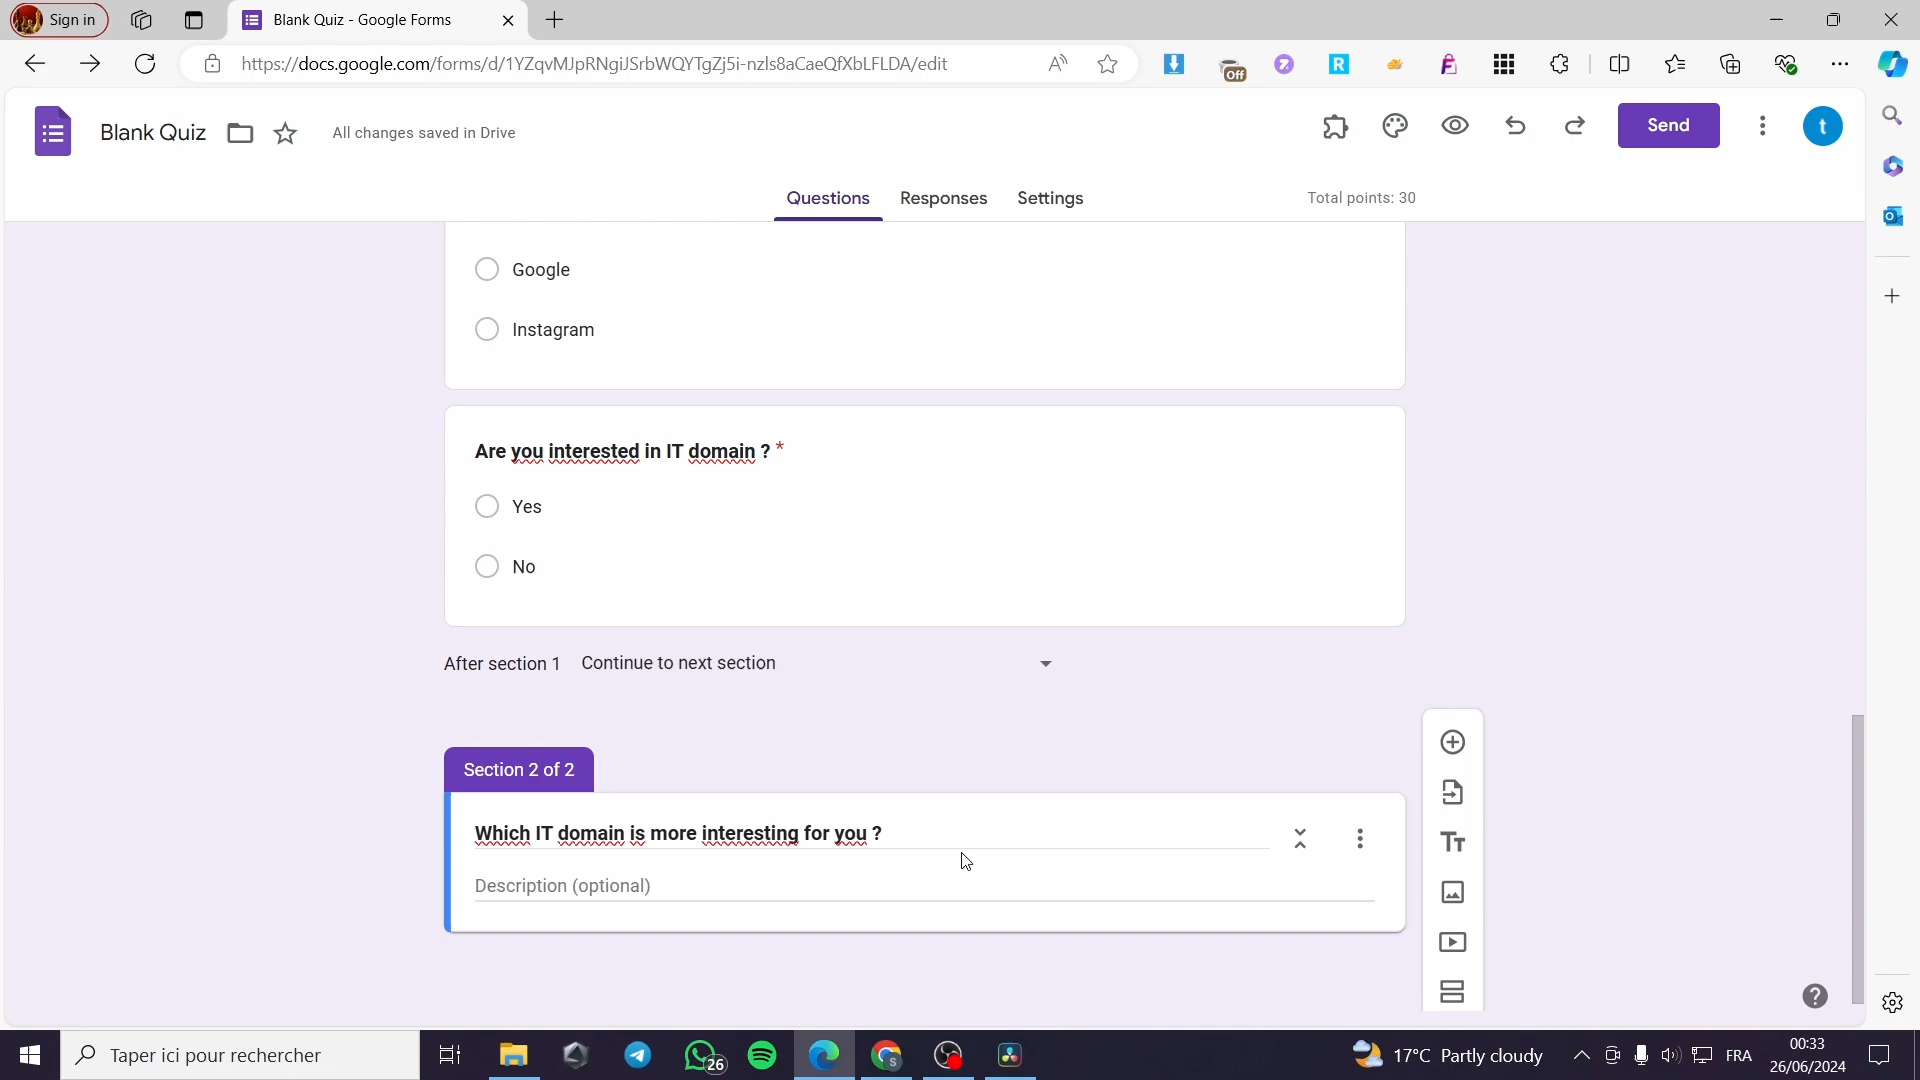 Sign in
Blank Quiz - Google Forms
https://docs.google.com/forms/d/1YZqvMJpRNgiJSrbWQYTgZj5i-nzls8aCaeQfXbLFLDA/edit
Off
Blank Quiz
All changes saved in Drive
Send
t
Questions
Responses
Settings
Total points: 30
Google
Instagram
Are you interested in IT domain ? *
Yes
No
After section 1 Continue to next section
Section 2 of 2
Which IT domain is more interesting for you ?
Description (optional)
Taper ici pour rechercher
26
17°C Partly cloudy
FRA
00:33
26/06/2024